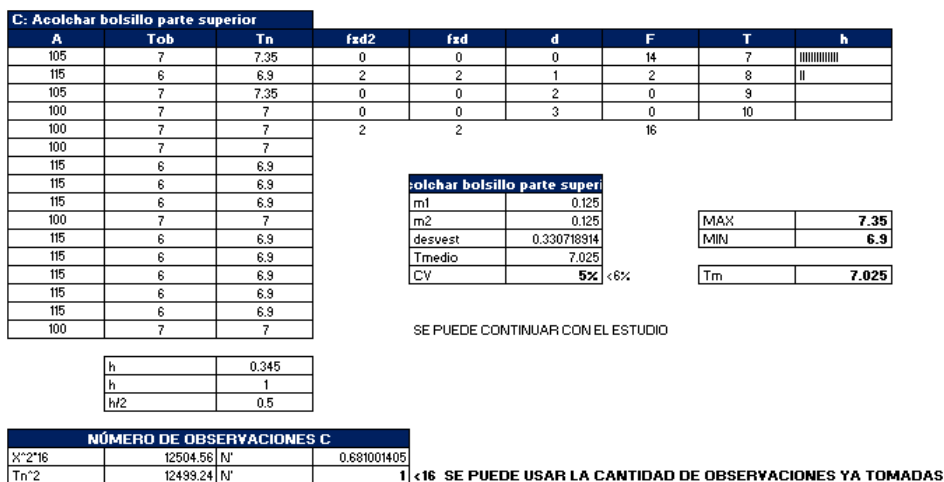 C: Acolchar bolsillo parte superior
A Tob Tn fxd2 fxd d F T h
105 7 7.35 0 0 0 14 7 IIIIIIIIIIIIII
115 6 6.9 2 2 1 2 8 II
105 7 7.35 0 0 2 0 9
100 7 7 0 0 3 0 10
100 7 7 2 2 16
100 7 7
115 6 6.9
115 6 6.9 colchar bolsillo parte superi
115 6 6.9 m1 0.125
100 7 7 m2 0.125 MAX 7.35
115 6 6.9 desvest 0.330718914 MIN 6.9
115 6 6.9 Tmedio 7.025
115 6 6.9 CV 5% <6% Tm 7.025
115 6 6.9
115 6 6.9
100 7 7 SE PUEDE CONTINUAR CON EL ESTUDIO
h 0.345
h 1
h/2 0.5
NÚMERO DE OBSERVACIONES C
X^2*16 12504.56 N' 0.681001405
Tn^2 12499.24 N' 1 <16 SE PUEDE USAR LA CANTIDAD DE OBSERVACIONES YA TOMADAS